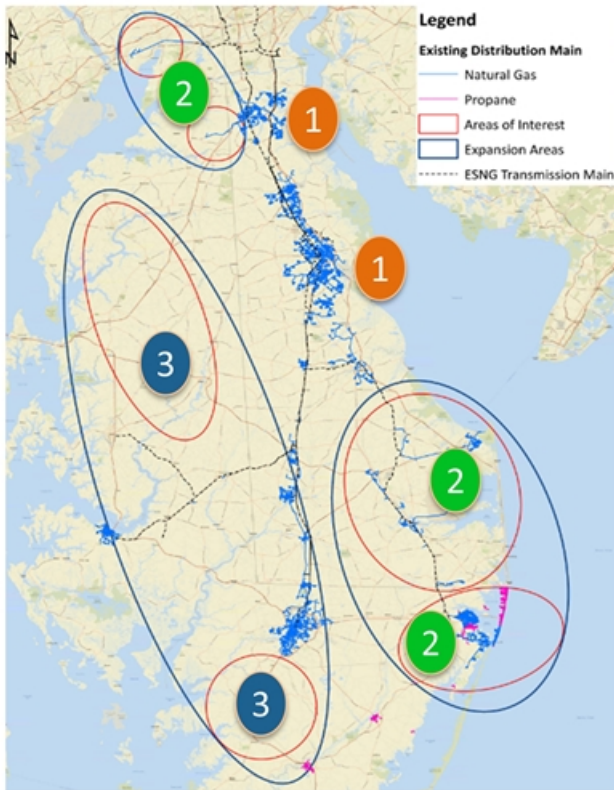 Legend
Existing Distribution Main
Natural Gas
Propane
Areas of Interest
Expansion Areas
ESNG Transmission Main
N
2
1
1
3
2
2
3